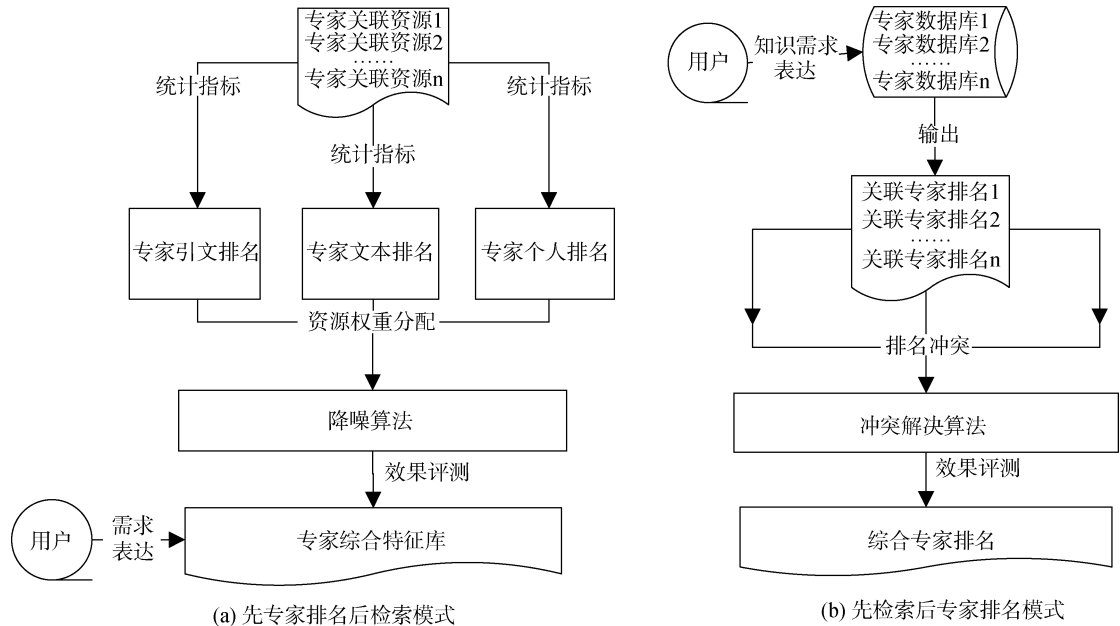 专家关联资源1
专家关联资源2
……
专家关联资源n
统计指标
统计指标
统计指标
专家引文排名
专家文本排名
专家个人排名
资源权重分配
降噪算法
效果评测
用户
需求
表达
专家综合特征库
(a) 先专家排名后检索模式
用户
知识需求
表达
专家数据库1
专家数据库2
……
专家数据库n
输出
关联专家排名1
关联专家排名2
……
关联专家排名n
排名冲突
冲突解决算法
效果评测
综合专家排名
(b) 先检索后专家排名模式